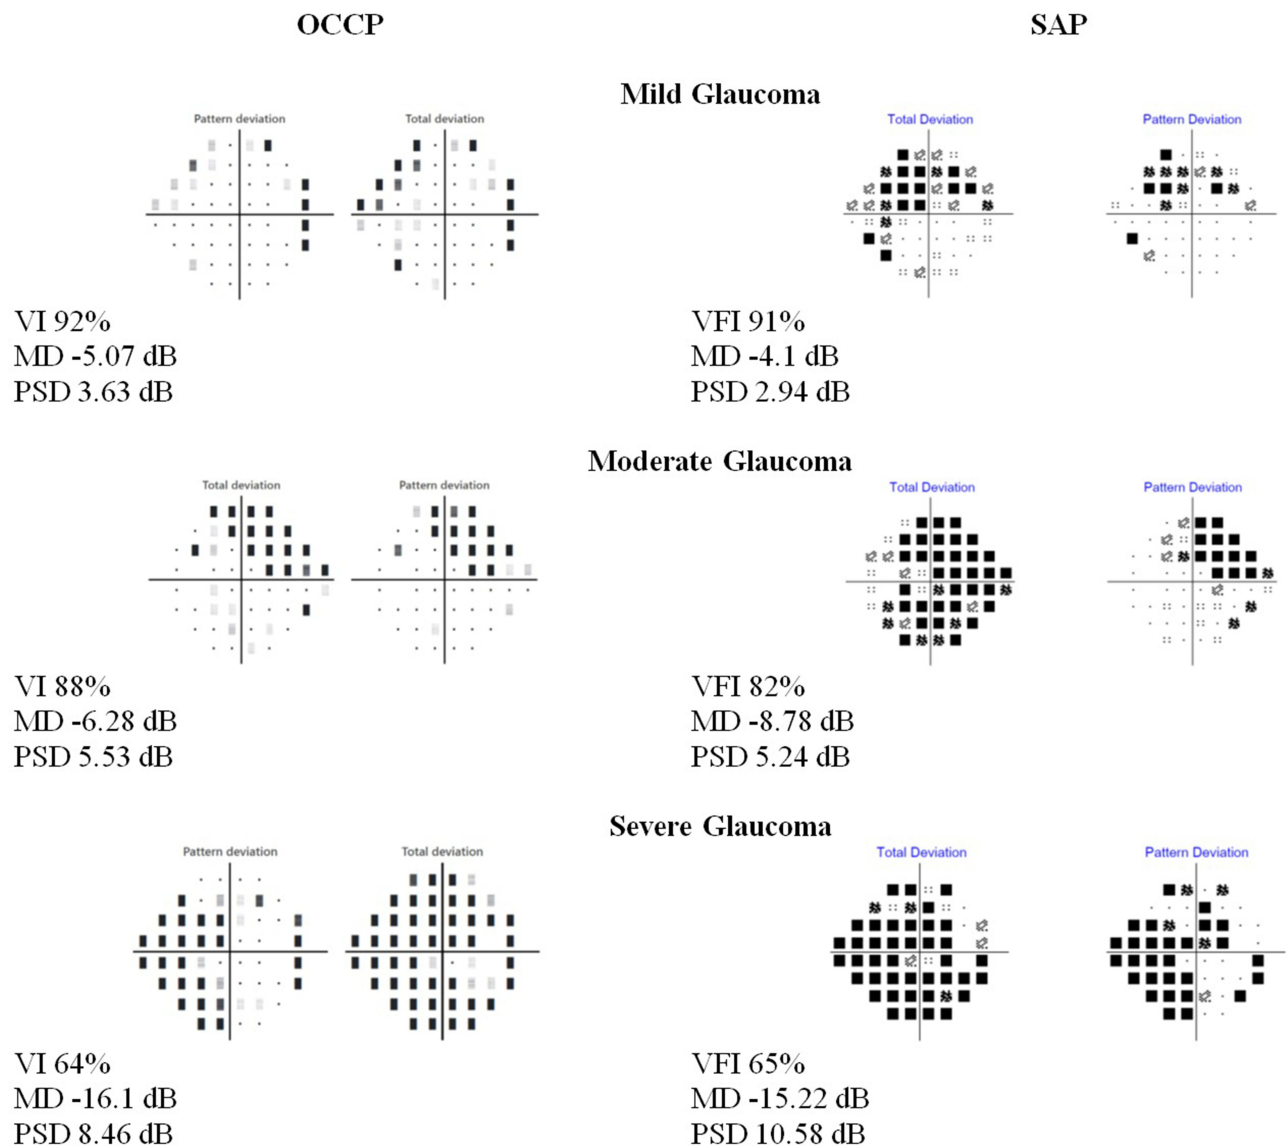 OCCP
SAP
Mild Glaucoma
Pattern deviation
Total deviation
Total Deviation
Pattern Deviation
VI 92%
MD -5.07 dB
PSD 3.63 dB
VFI 91%
MD -4.1 dB
PSD 2.94 dB
Moderate Glaucoma
Total deviation
Pattern deviation
Total Deviation
Pattern Deviation
VI 88%
MD -6.28 dB
PSD 5.53 dB
VFI 82%
MD -8.78 dB
PSD 5.24 dB
Severe Glaucoma
Pattern deviation
Total deviation
Total Deviation
Pattern Deviation
VI 64%
MD -16.1 dB
PSD 8.46 dB
VFI 65%
MD -15.22 dB
PSD 10.58 dB